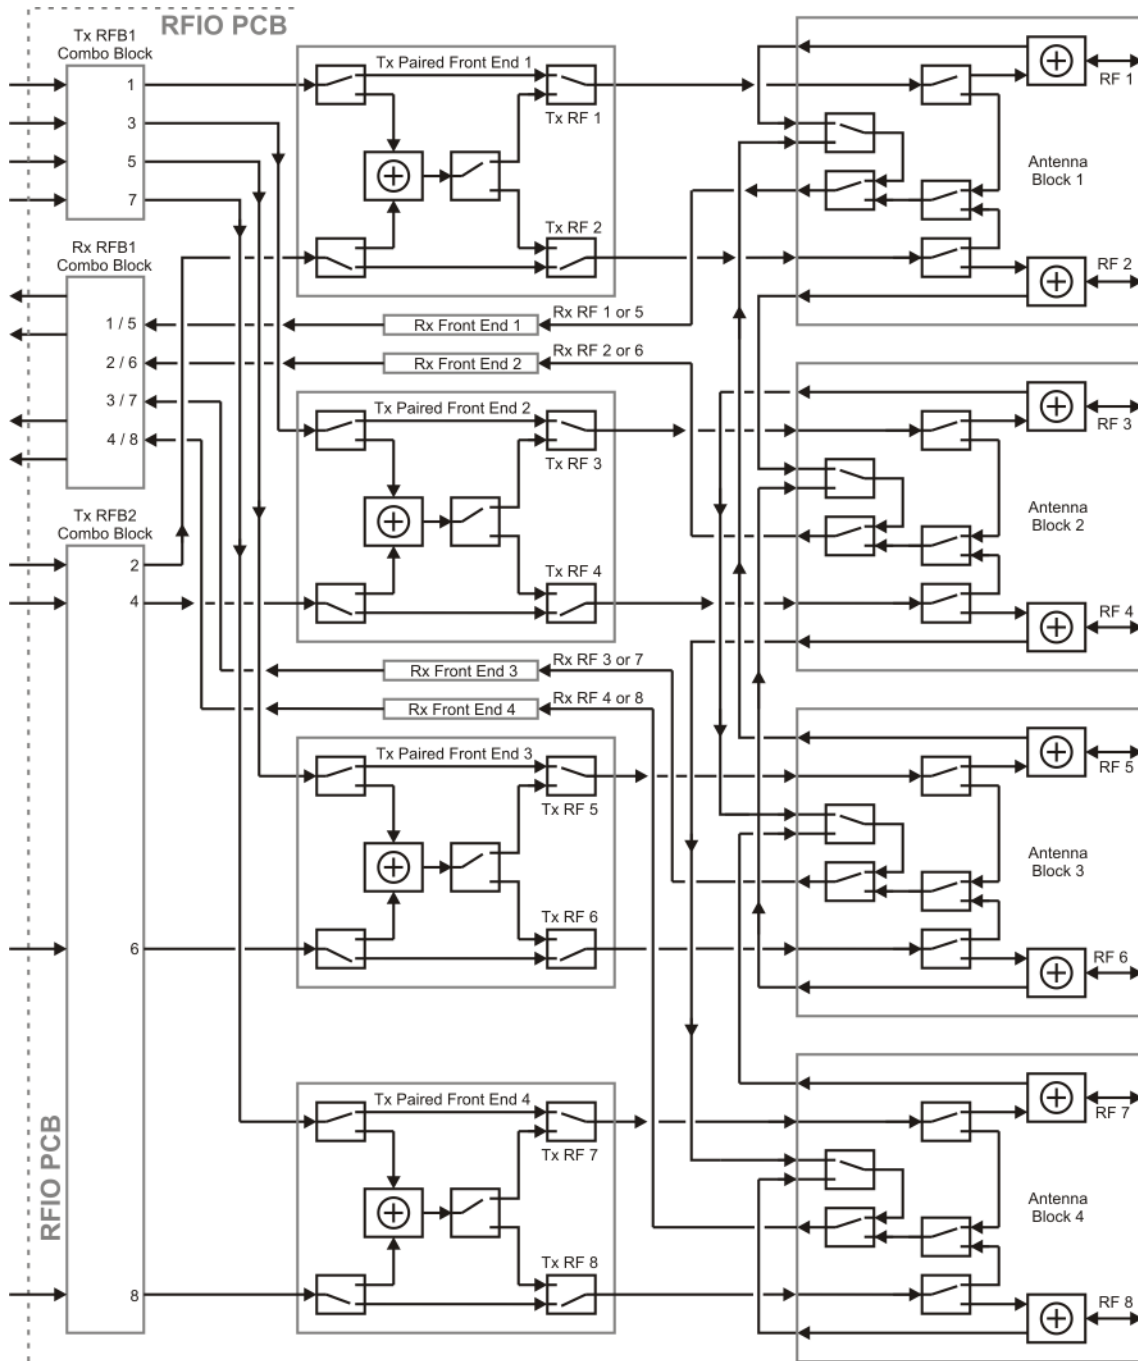 RFIO PCB
Tx RFB1
Combo Block
1
3
5
7
Rx RFB1
Combo Block
1 / 5
2 / 6
3 / 7
4 / 8
Tx RFB2
Combo Block
2
4
6
8
RFIO PCB
Tx Paired Front End 1
Tx RF 1
Tx RF 2
Rx Front End 1
Rx RF 1 or 5
Rx Front End 2
Rx RF 2 or 6
Tx Paired Front End 2
Tx RF 3
Tx RF 4
Rx Front End 3
Rx RF 3 or 7
Rx Front End 4
Rx RF 4 or 8
Tx Paired Front End 3
Tx RF 5
Tx RF 6
Tx Paired Front End 4
Tx RF 7
Tx RF 8
RF 1
Antenna
Block 1
RF 2
RF 3
Antenna
Block 2
RF 4
RF 5
Antenna
Block 3
RF 6
RF 7
Antenna
Block 4
RF 8